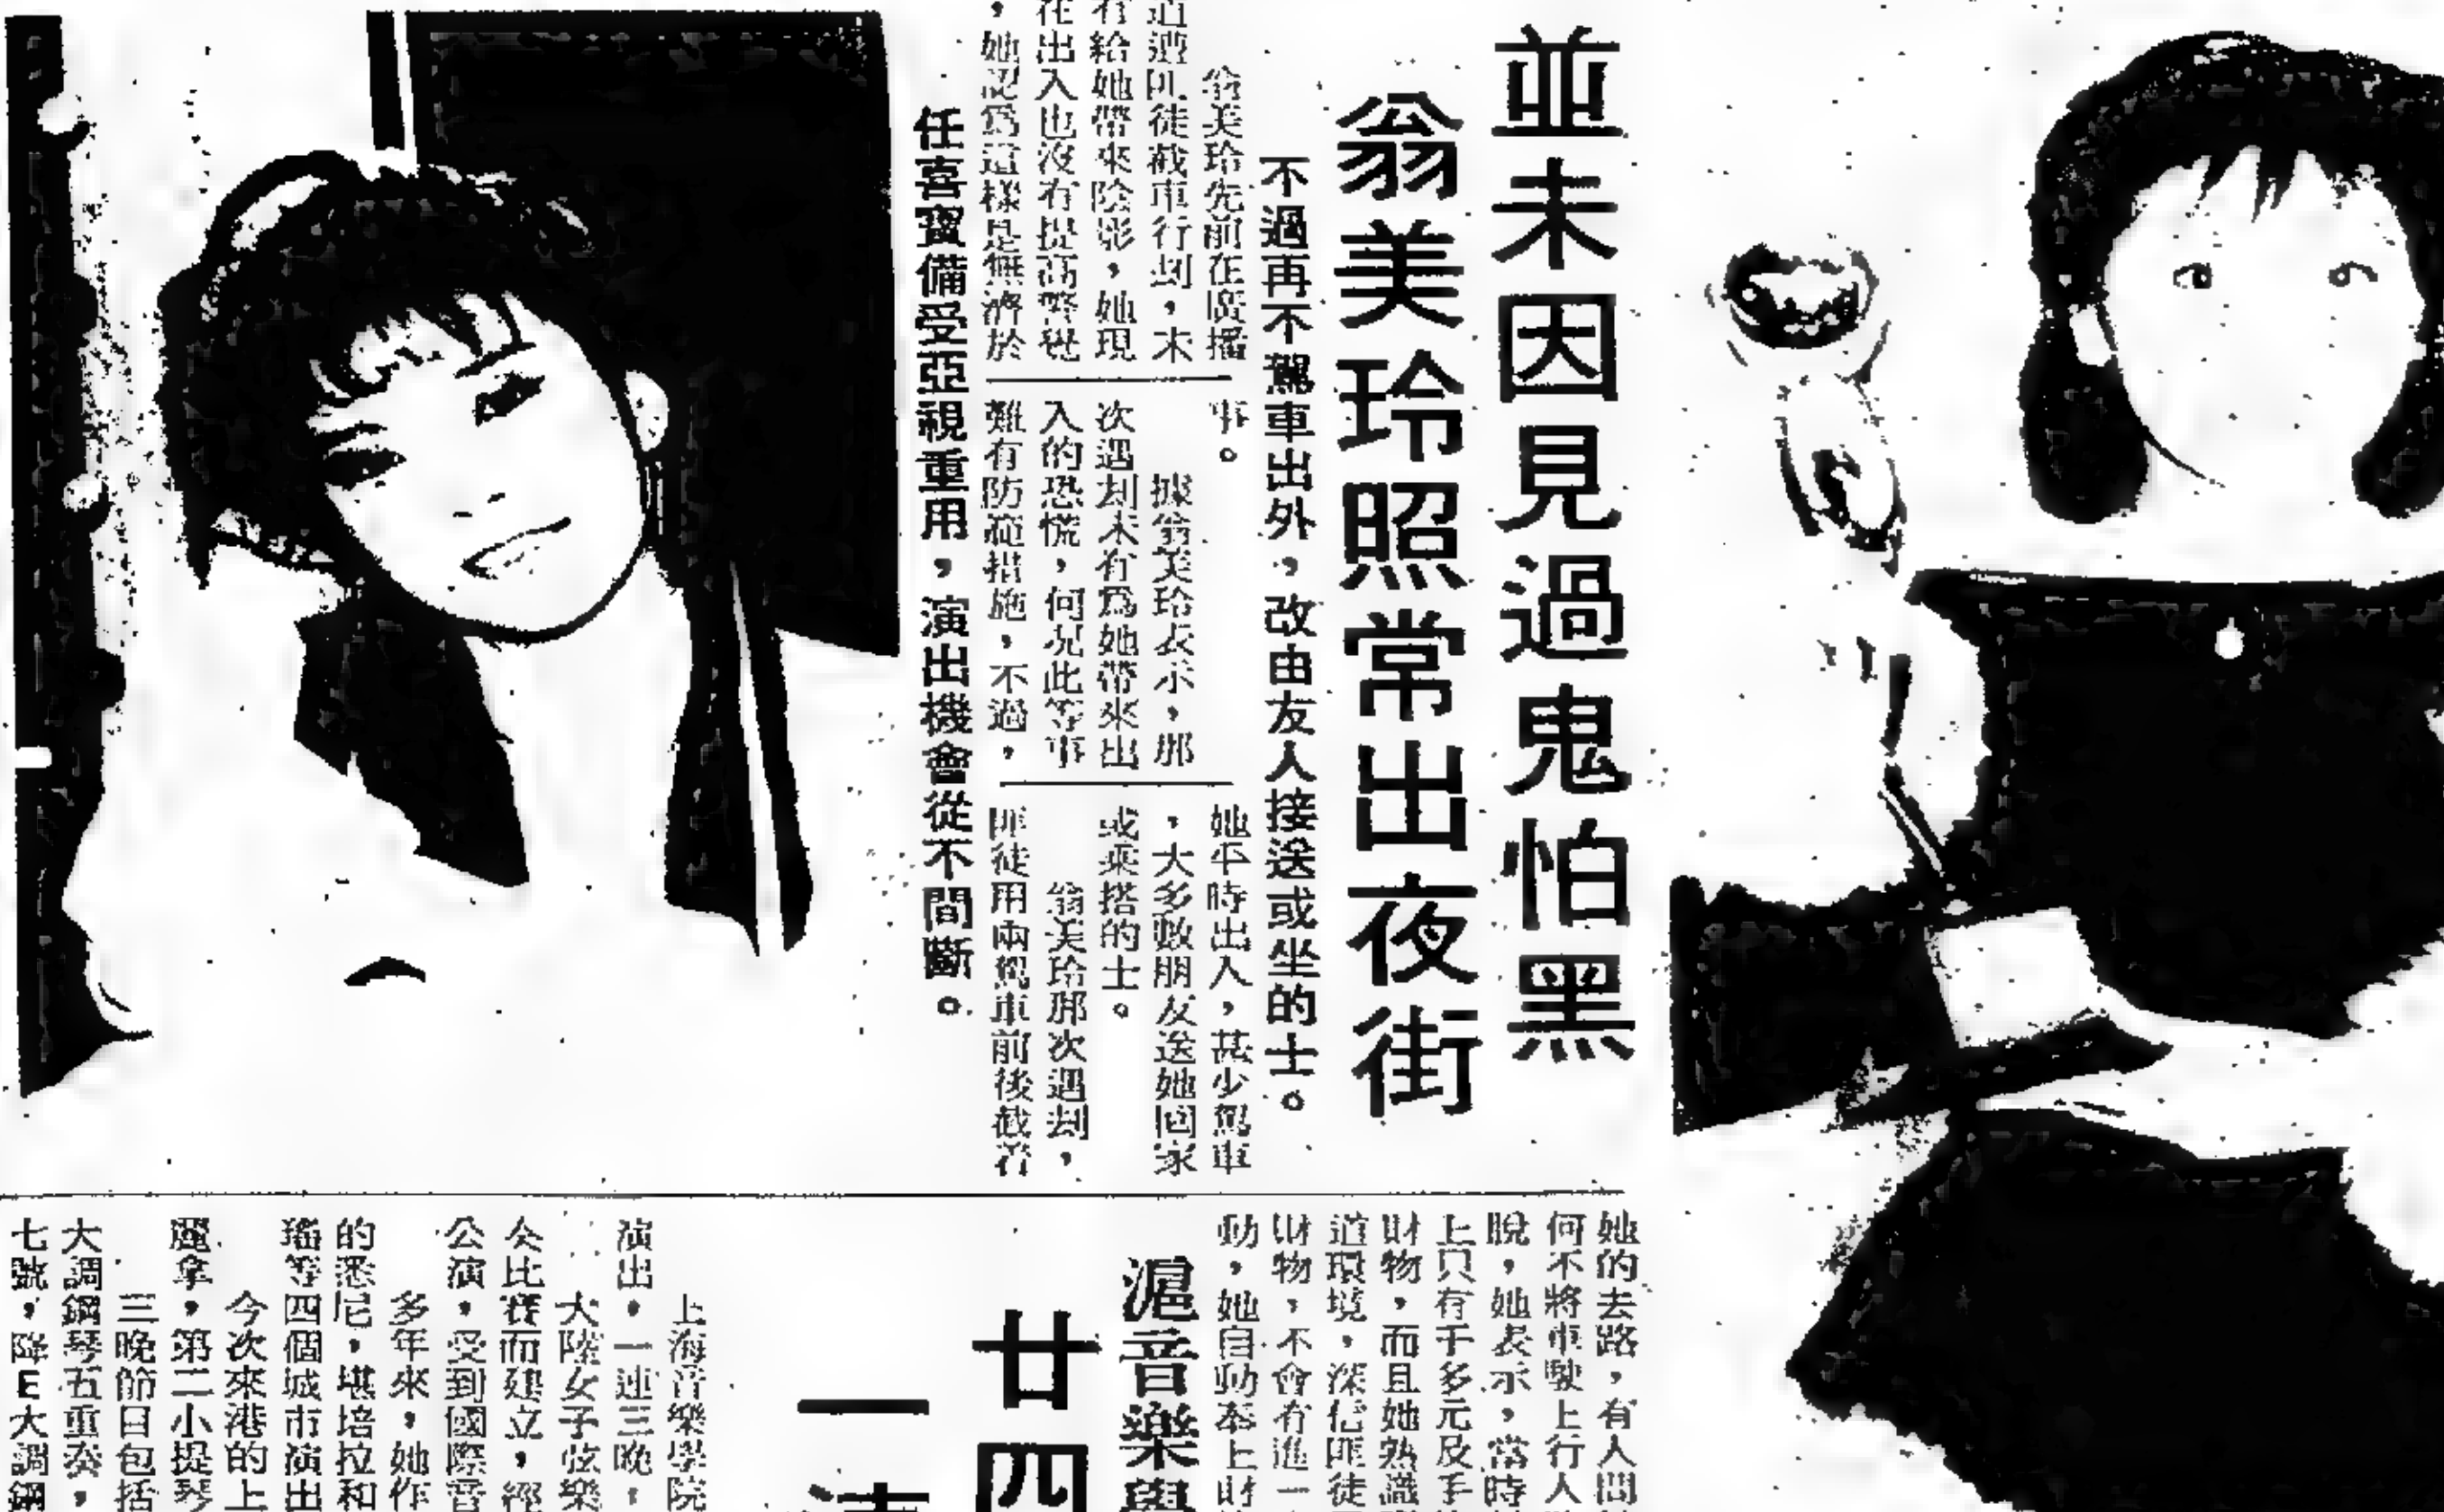 並未因見過鬼怕黑
翁美玲照常出夜街
不過再不駕車出外，改由友人接送或坐的士。
翁美玲先前在廣播
道遭匪徒截車行刧，未
有給她帶來陰影，她現
在出入也沒有提高警覺
，她認為這樣是無濟於
事。
據翁美玲表示，那
次遇刧未有為她帶來出
入的恐慌，何况此等事
難有防範措施，不過，
她平時出入，甚少駕車
，大多數朋友送她回家
或乘搭的士。
翁美玲那次遇刧，
匪徒用兩駕車前後截着
她的去路，有人問
何不將車駛上行人
脫，她表示，當時
上只有千多元及手
財物，而且她熟識
道環境，深信匪徒
財物，不會有進一
動，她自動奉上財
任喜寶備受亞視重用，演出機會從不間斷。
滬音樂學
廿四
一連
上海音樂學院
演出，一連三晚，
大陸女子弦樂
奏比賽而建立，經
公演，受到國際音
多年來，她作
的悉尼，堪培拉和
瑤等四個城市演出
今次來港的上
麗拿，第二小提琴
三晚節目包括
大調鋼琴五重奏，
七號，降E大調鋼